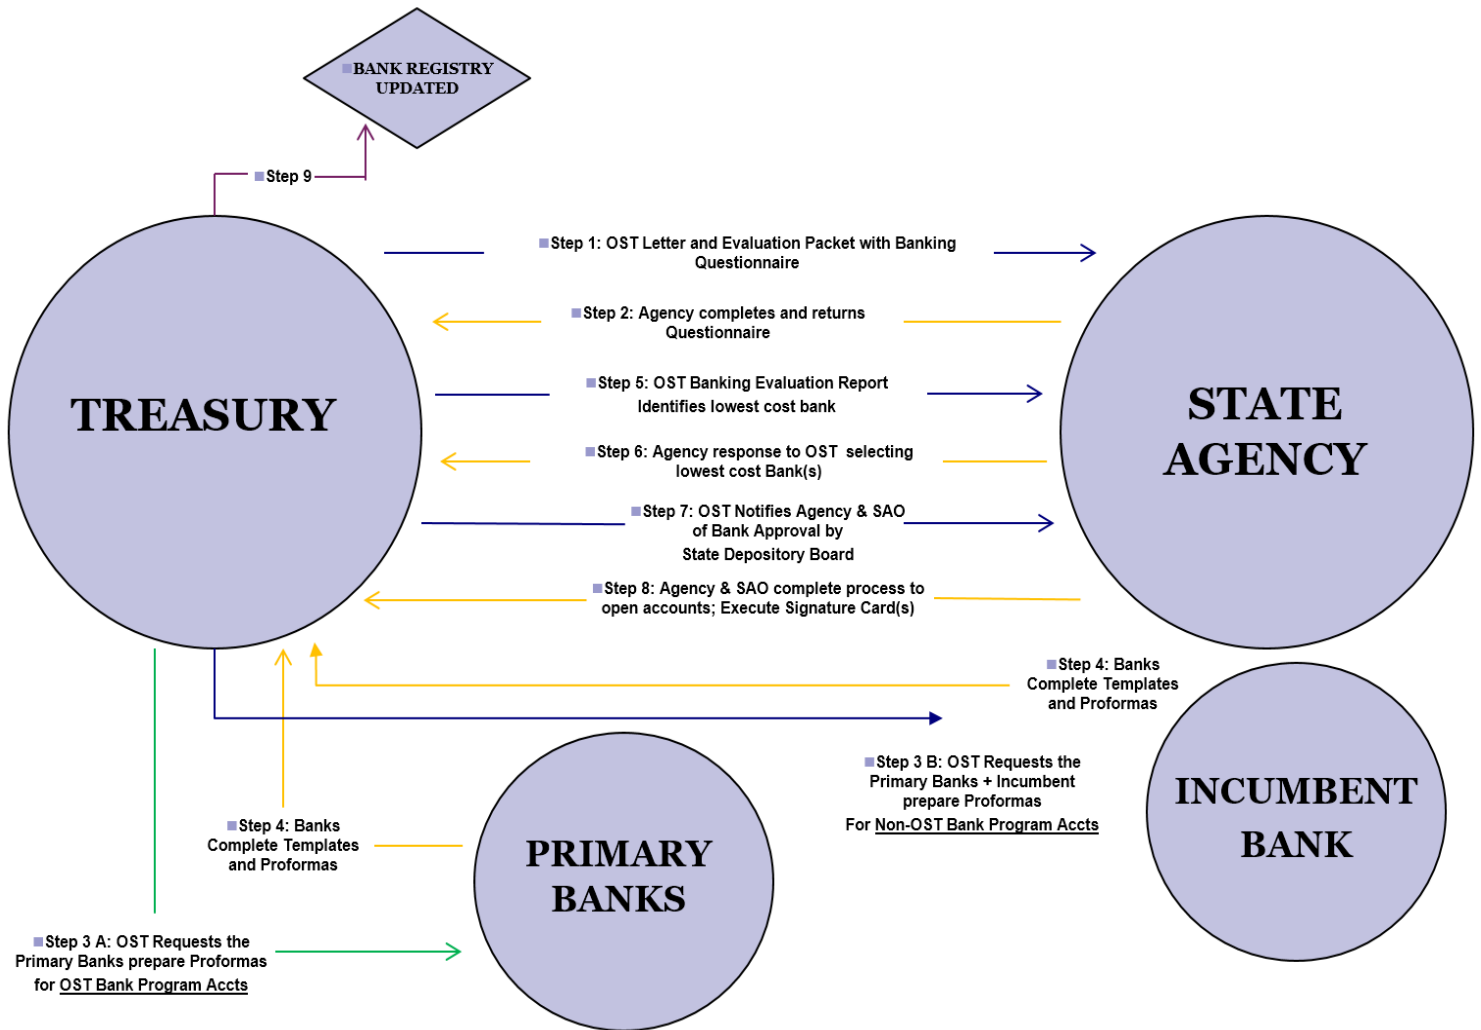 BANK REGISTRY
UPDATED
Step 9
TREASURY
Step 1: OST Letter and Evaluation Packet with Banking
Questionnaire
Step 2: Agency completes and returns
Questionnaire
Step 5: OST Banking Evaluation Report
Identifies lowest cost bank
Step 6: Agency response to OST selecting
lowest cost Bank(s)
Step 7: OST Notifies Agency & SAO
of Bank Approval by
State Depository Board
Step 8: Agency & SAO complete process to
open accounts; Execute Signature Card(s)
STATE
AGENCY
Step 4: Banks
Complete Templates
and Proformas
Step 3 B: OST Requests the
Primary Banks + Incumbent
prepare Proformas
For Non-OST Bank Program Accts
INCUMBENT
BANK
Step 4: Banks
Complete Templates
and Proformas
PRIMARY
BANKS
Step 3 A: OST Requests the
Primary Banks prepare Proformas
for OST Bank Program Accts